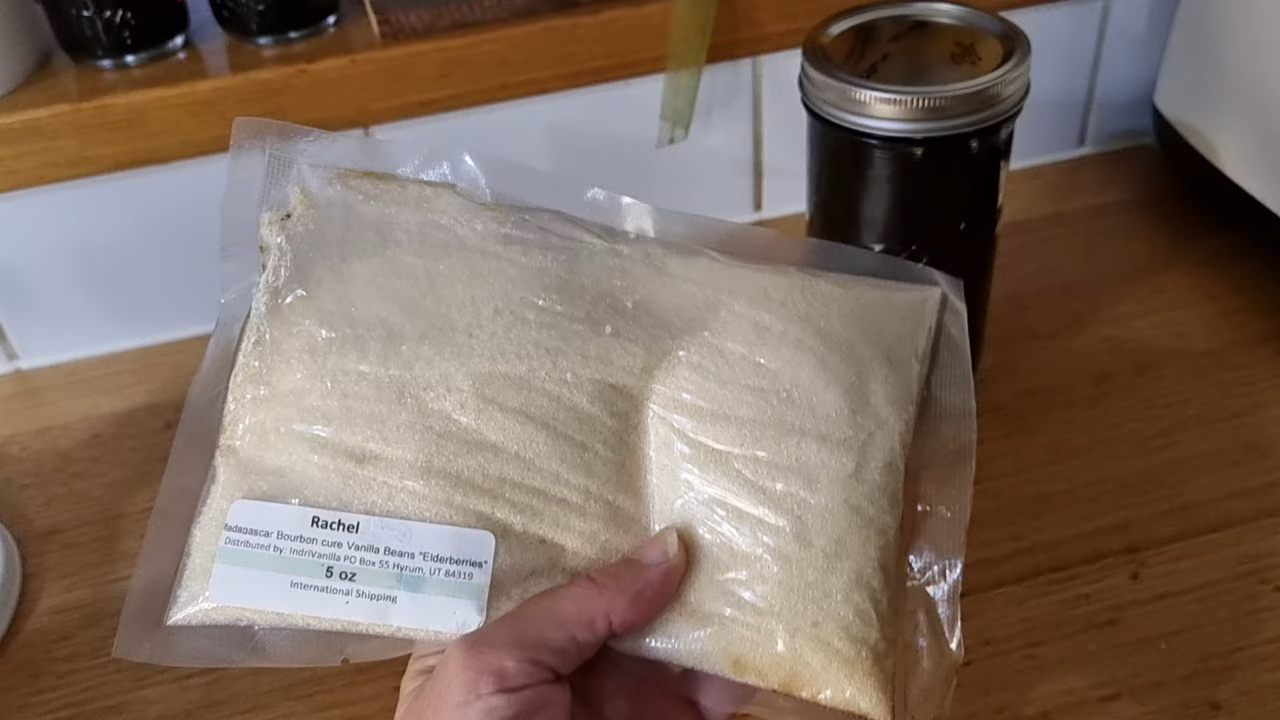 Rachel
Madagascar Bourbon cure Vanilla Beans "Elderberries"
Distributed by: IndriVanilla PO Box 55 Hyrum, UT 84319
5 oz
International Shipping